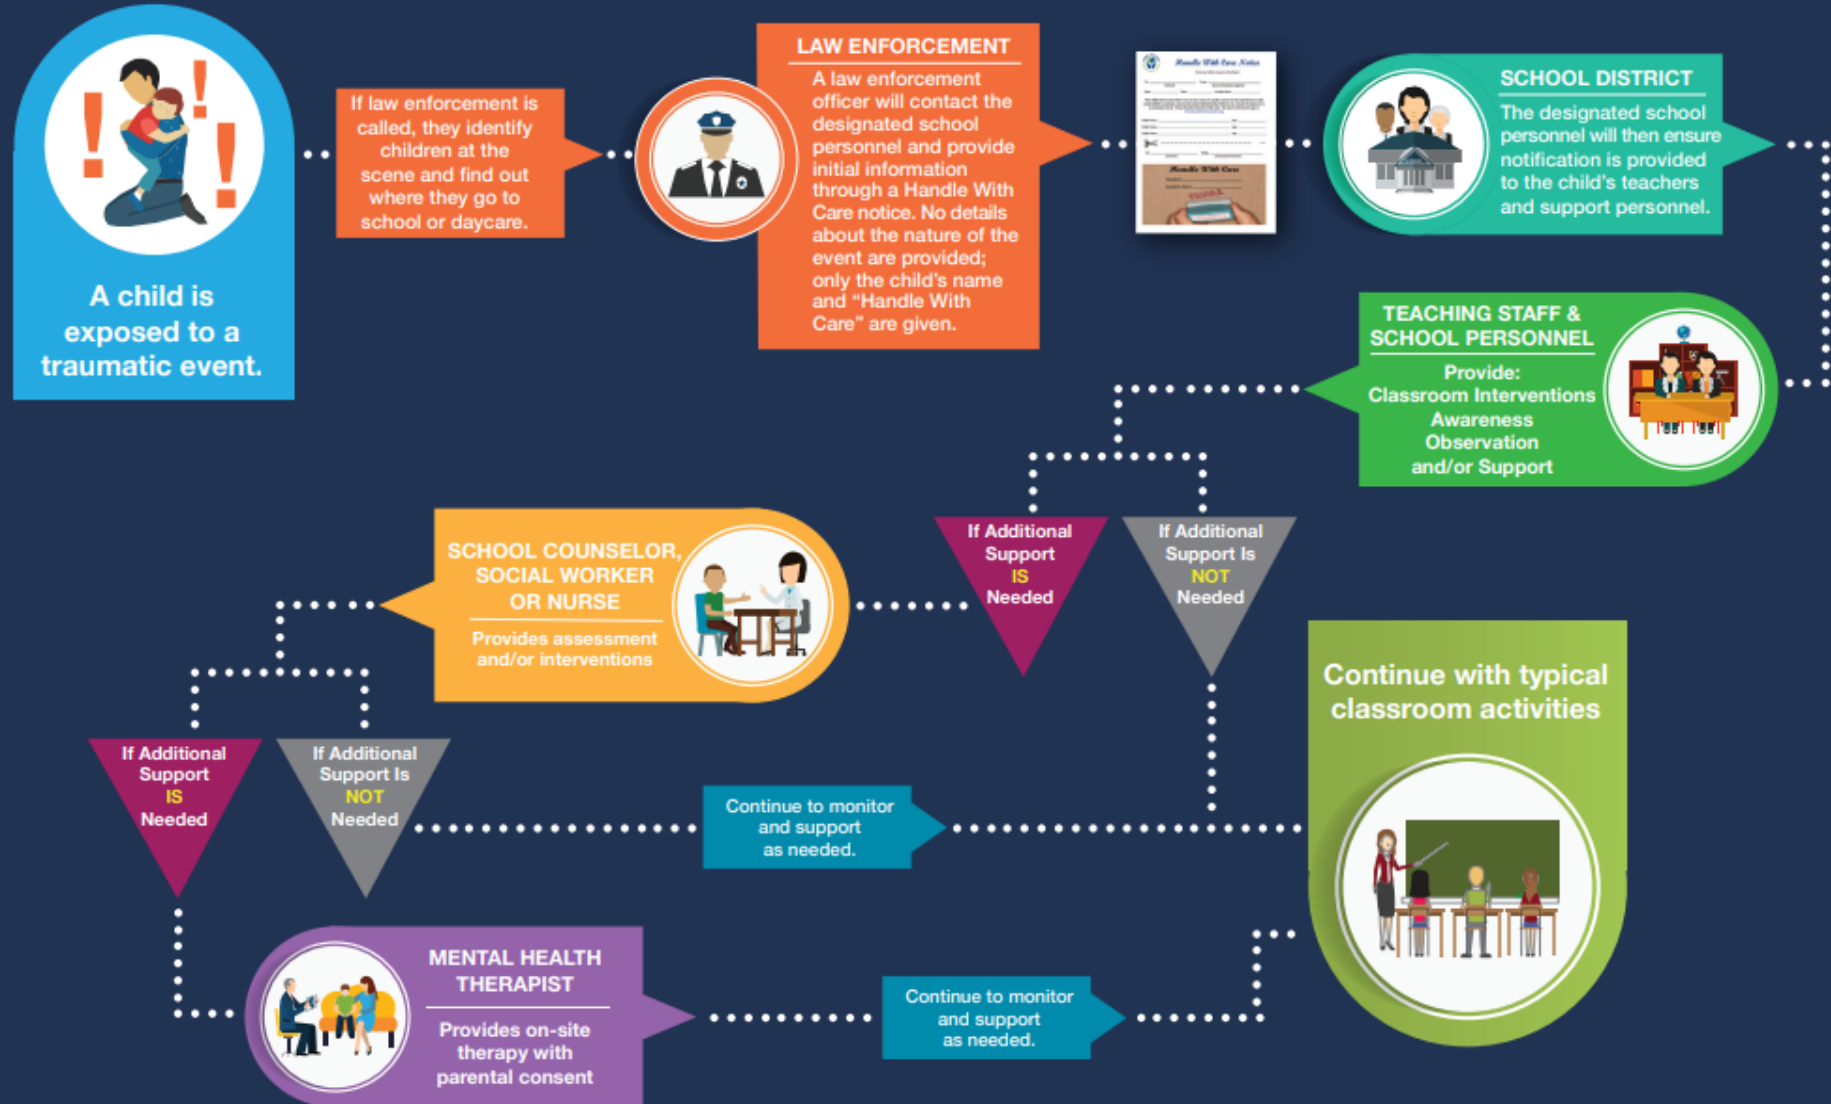 A child is
exposed to a
traumatic event.
If law enforcement is
called, they identify
children at the
scene and find out
where they go to
school or daycare.
LAW ENFORCEMENT
A law enforcement
officer will contact the
designated school
personnel and provide
initial information
through a Handle With
Care notice. No details
about the nature of the
event are provided;
only the child's name
and "Handle With
Care" are given.
Handle With Care Notice
Handle With Care
SCHOOL DISTRICT
The designated school
personnel will then ensure
notification is provided
to the child's teachers
and support personnel.
TEACHING STAFF &
SCHOOL PERSONNEL
Provide:
Classroom Interventions
Awareness
Observation
and/or Support
If Additional
Support
IS
Needed
If Additional
Support Is
NOT
Needed
SCHOOL COUNSELOR,
SOCIAL WORKER
OR NURSE
Provides assessment
and/or interventions
If Additional
Support
IS
Needed
If Additional
Support Is
NOT
Needed
Continue to monitor
and support
as needed.
MENTAL HEALTH
THERAPIST
Provides on-site
therapy with
parental consent
Continue to monitor
and support
as needed.
Continue with typical
classroom activities